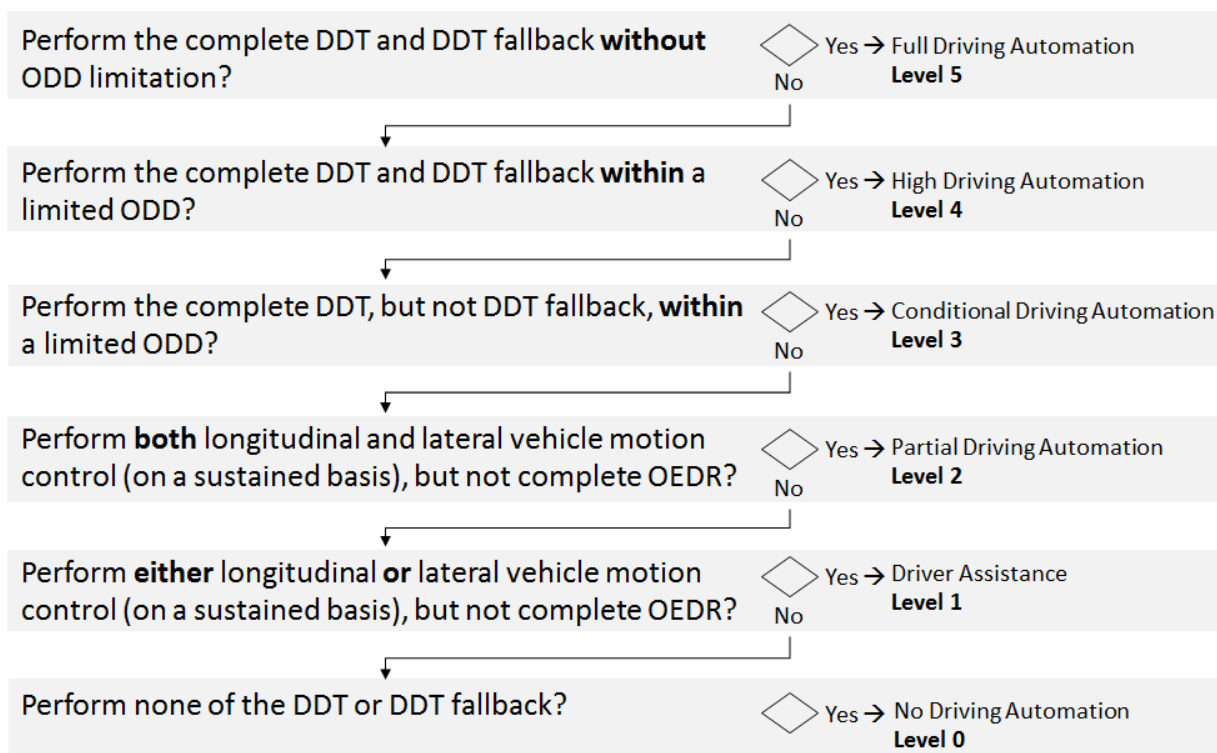 Perform the complete DDT and DDT fallback without
ODD limitation?
Yes → Full Driving Automation
Level 5
No
Perform the complete DDT and DDT fallback within a
limited ODD?
Yes → High Driving Automation
Level 4
No
Perform the complete DDT, but not DDT fallback, within
a limited ODD?
Yes → Conditional Driving Automation
Level 3
No
Perform both longitudinal and lateral vehicle motion
control (on a sustained basis), but not complete OEDR?
Yes → Partial Driving Automation
Level 2
No
Perform either longitudinal or lateral vehicle motion
control (on a sustained basis), but not complete OEDR?
Yes → Driver Assistance
Level 1
No
Perform none of the DDT or DDT fallback?
Yes → No Driving Automation
Level 0